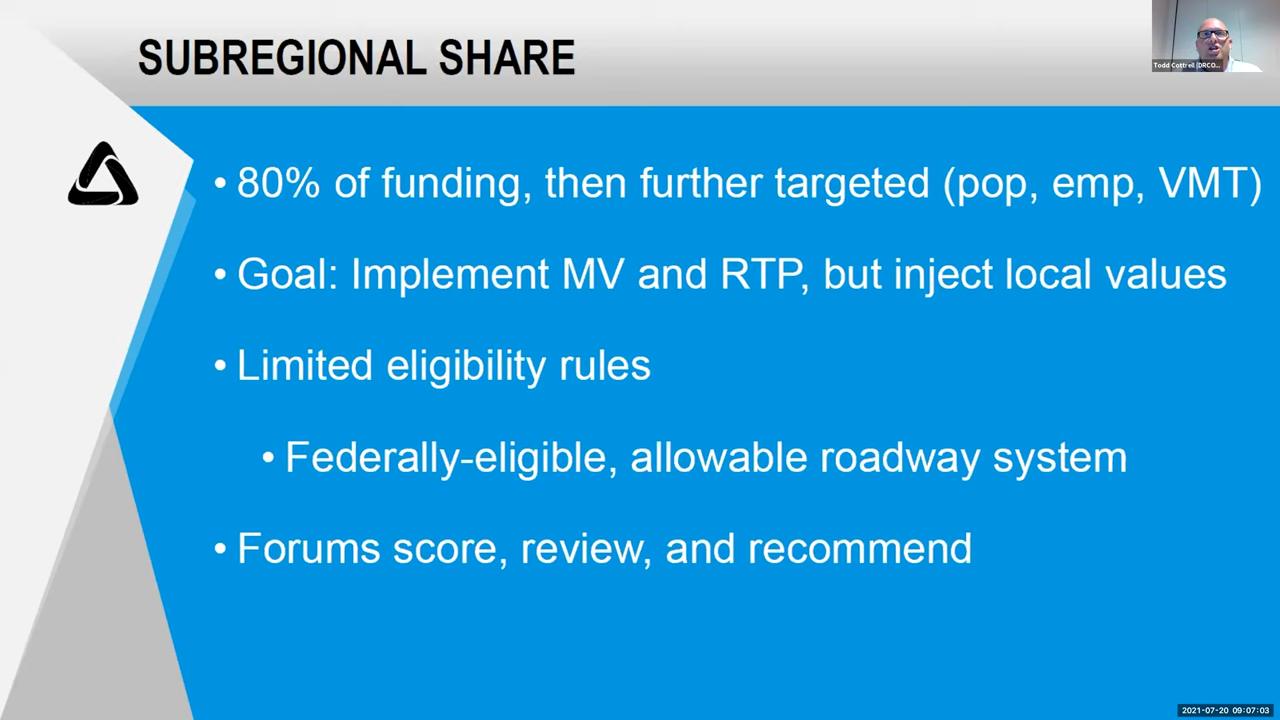 SUBREGIONAL SHARE
Todd Cottrell (DRCO...
• 80% of funding, then further targeted (pop, emp, VMT)
• Goal: Implement MV and RTP, but inject local values
• Limited eligibility rules
• Federally-eligible, allowable roadway system
• Forums score, review, and recommend
2021-07-20 09:07:03